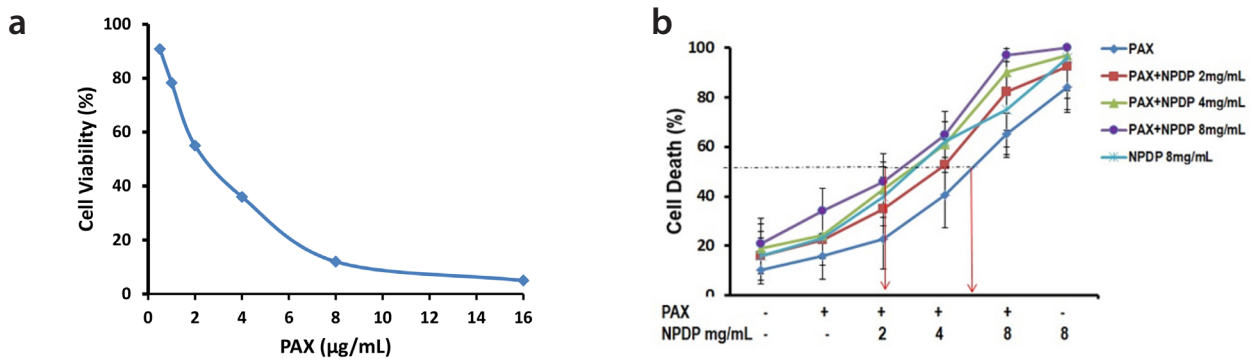 a
100
80
60
40
20
0
Cell Viability (%)
0 2 4 6 8 10 12 14 16
PAX (µg/mL)
b
100
80
60
40
20
0
Cell Death (%)
PAX - + + + + -
NPDP mg/mL - - 2 4 8 8
PAX
PAX+NPDP 2mg/mL
PAX+NPDP 4mg/mL
PAX+NPDP 8mg/mL
NPDP 8mg/mL